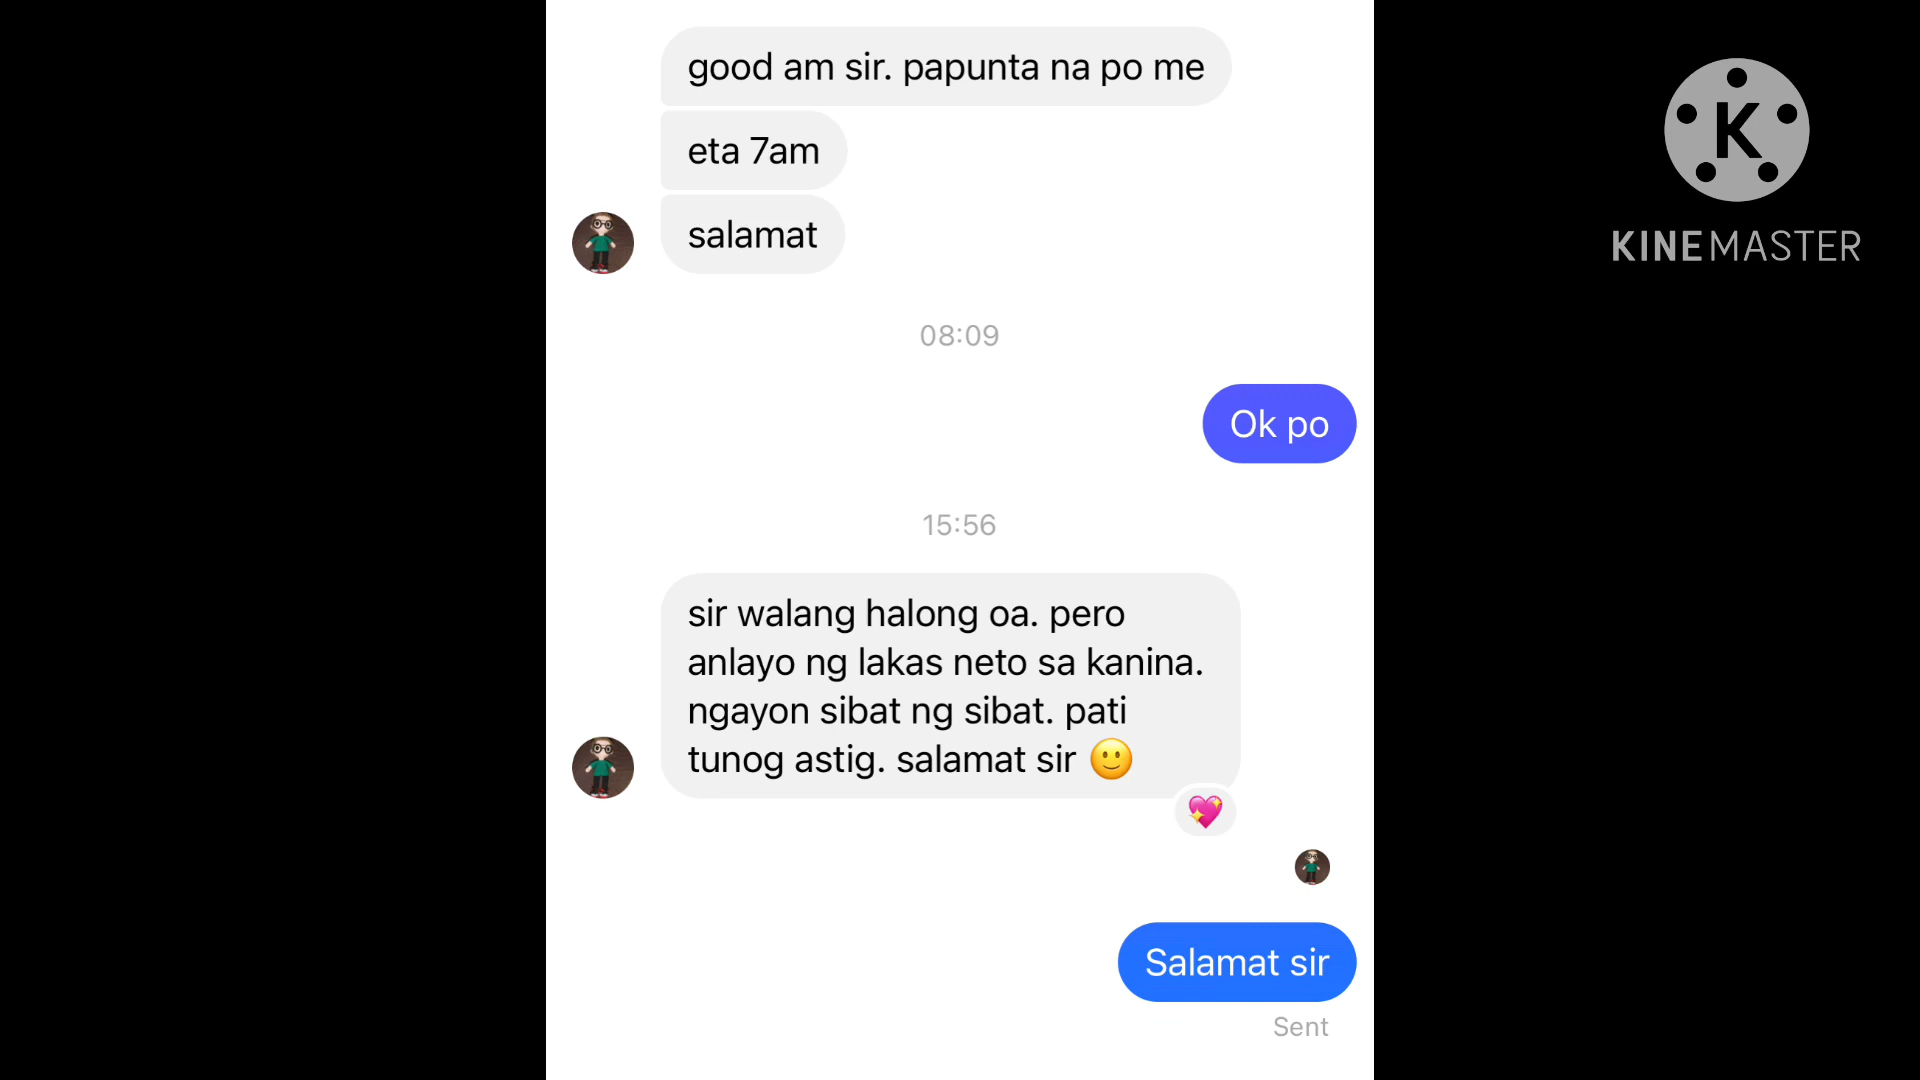 good am sir. papunta na po me
eta 7am
salamat
08:09
Ok po
15:56
sir walang halong oa. pero
anlayo ng lakas neto sa kanina.
ngayon sibat ng sibat. pati
tunog astig. salamat sir 🙂
💖
Salamat sir
Sent
K
KINEMASTER